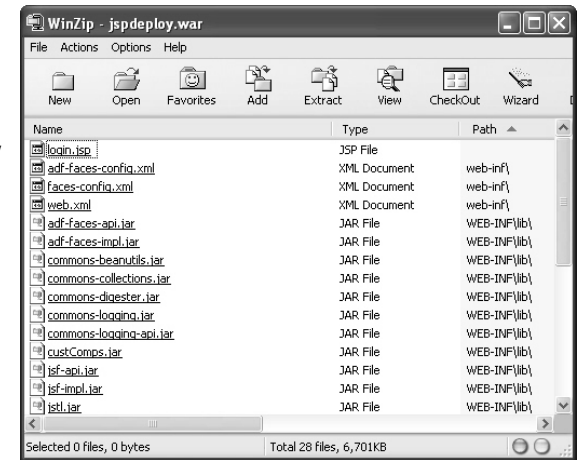 WinZip - jspdeploy.war
File Actions Options Help
New Open Favorites Add Extract View CheckOut Wizard
Name Type Path
login.jsp JSP File
adf-faces-config.xml XML Document web-inf\
faces-config.xml XML Document web-inf\
web.xml XML Document web-inf\
adf-faces-api.jar JAR File WEB-INF\lib\
adf-faces-impl.jar JAR File WEB-INF\lib\
commons-beanutils.jar JAR File WEB-INF\lib\
commons-collections.jar JAR File WEB-INF\lib\
commons-digester.jar JAR File WEB-INF\lib\
commons-logging.jar JAR File WEB-INF\lib\
commons-logging-api.jar JAR File WEB-INF\lib\
custComps.jar JAR File WEB-INF\lib\
jsf-api.jar JAR File WEB-INF\lib\
jsf-impl.jar JAR File WEB-INF\lib\
jstl.jar JAR File WEB-INF\lib\
Selected 0 files, 0 bytes Total 28 files, 6,701KB